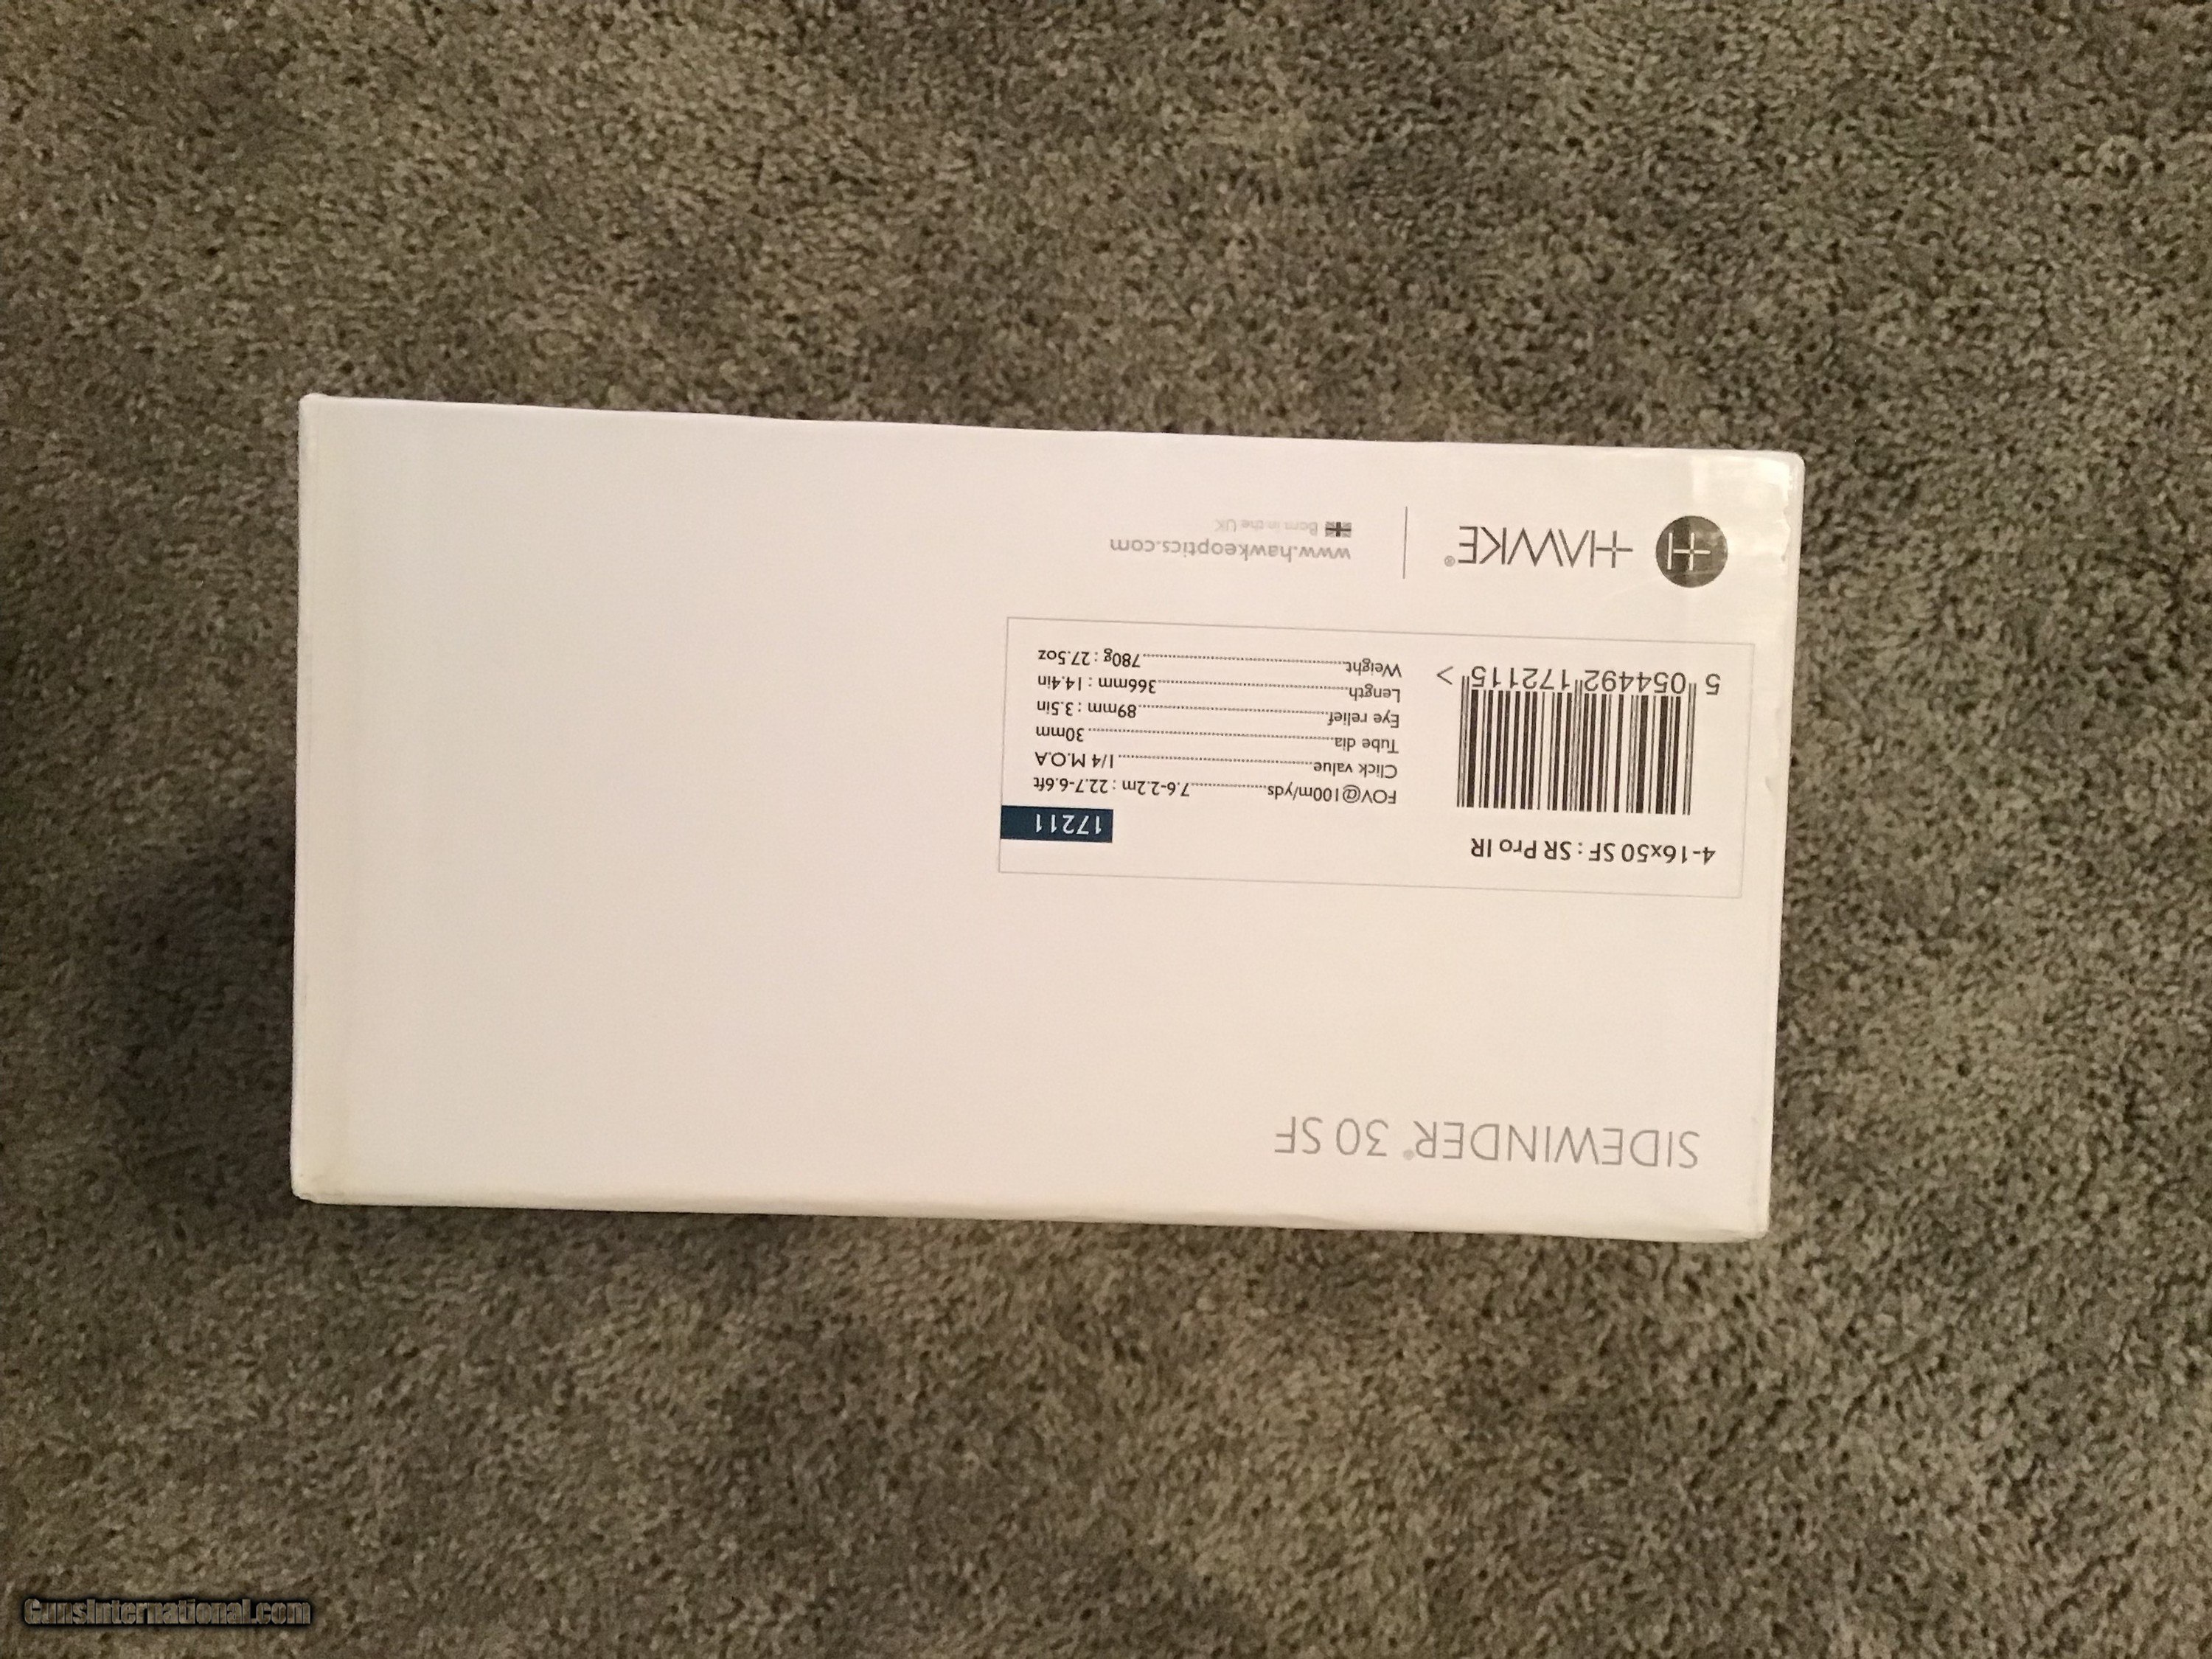 SIDEWINDER® 30 SF
4-16x50 SF : SR Pro IR
17211
FOV@100m/yds..................7.6-2.2m : 22.7-6.6ft
Click value..................1/4 M.O.A
Tube dia..................30mm
Eye relief..................89mm : 3.5in
Length..................366mm : 14.4in
Weight..................780g : 27.5oz
5 054492 172115 >
HAWKE®
www.hawkeoptics.com
Born in the UK
GunsInternational.com